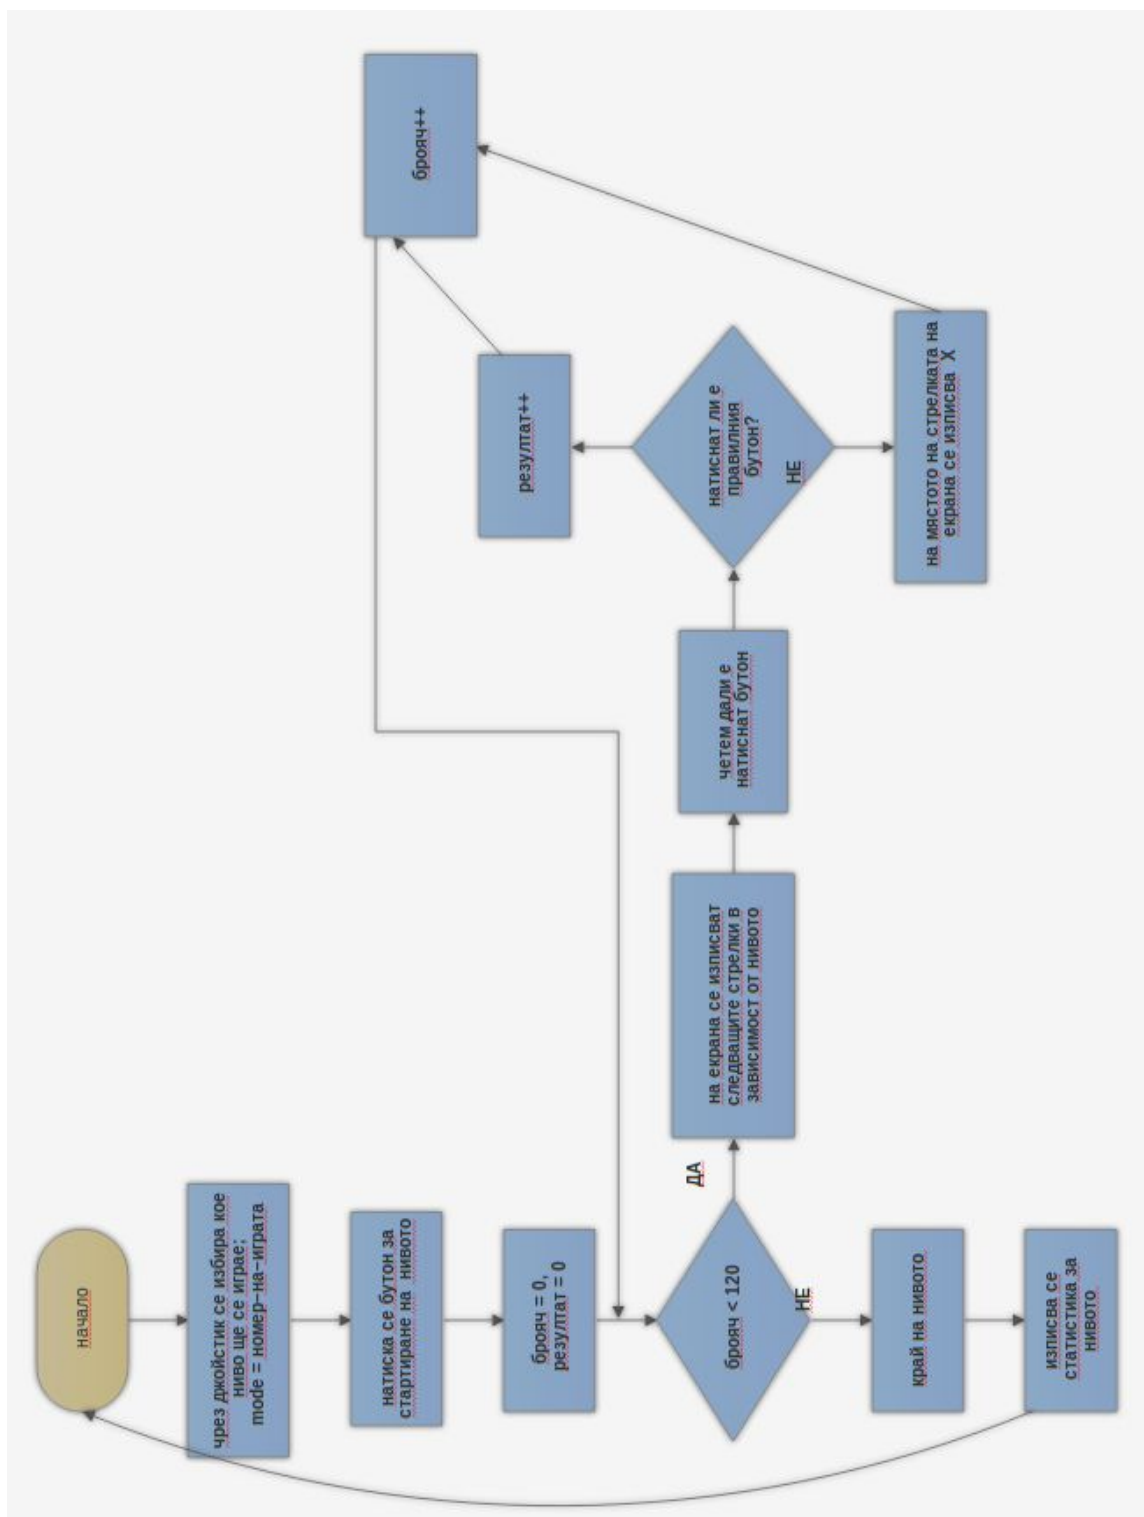 начало
чрез джойстик се избира кое
ниво ще се играе;
mode = номер-на-играта
натиска се бутон за
стартиране на нивото
брояч = 0,
резултат = 0
брояч < 120
ДА
НЕ
на екрана се изписват
следващите стрелки в
зависимост от нивото
четем дали е
натиснат бутон
натиснат ли е
правилния
бутон?
НЕ
резултат++
брояч++
на мястото на стрелката на
екрана се изписва X
край на нивото
изписва се
статистика за
нивото